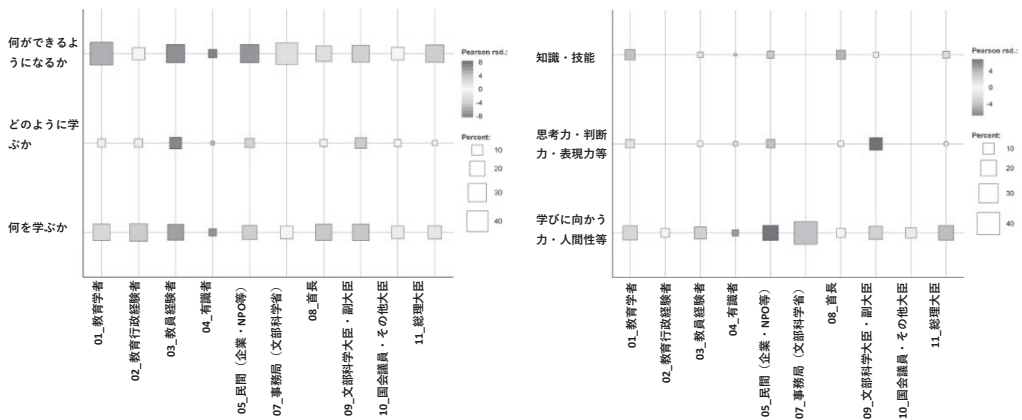 何ができるよ
うになるか
どのように学
ぶか
何を学ぶか
01_教育学者
02_教育行政経験者
03_教員経験者
04_有識者
05_民間（企業・NPO等）
07_事務局（文部科学省）
08_首長
09_文部科学大臣・副大臣
10_国会議員・その他大臣
11_総理大臣
Pearson rsd.:
8
4
0
-4
-8
Percent:
10
20
30
40
知識・技能
思考力・判断
力・表現力等
学びに向かう
力・人間性等
01_教育学者
02_教育行政経験者
03_教員経験者
04_有識者
05_民間（企業・NPO等）
07_事務局（文部科学省）
08_首長
09_文部科学大臣・副大臣
10_国会議員・その他大臣
11_総理大臣
Pearson rsd.:
4
0
-4
Percent:
10
20
30
40